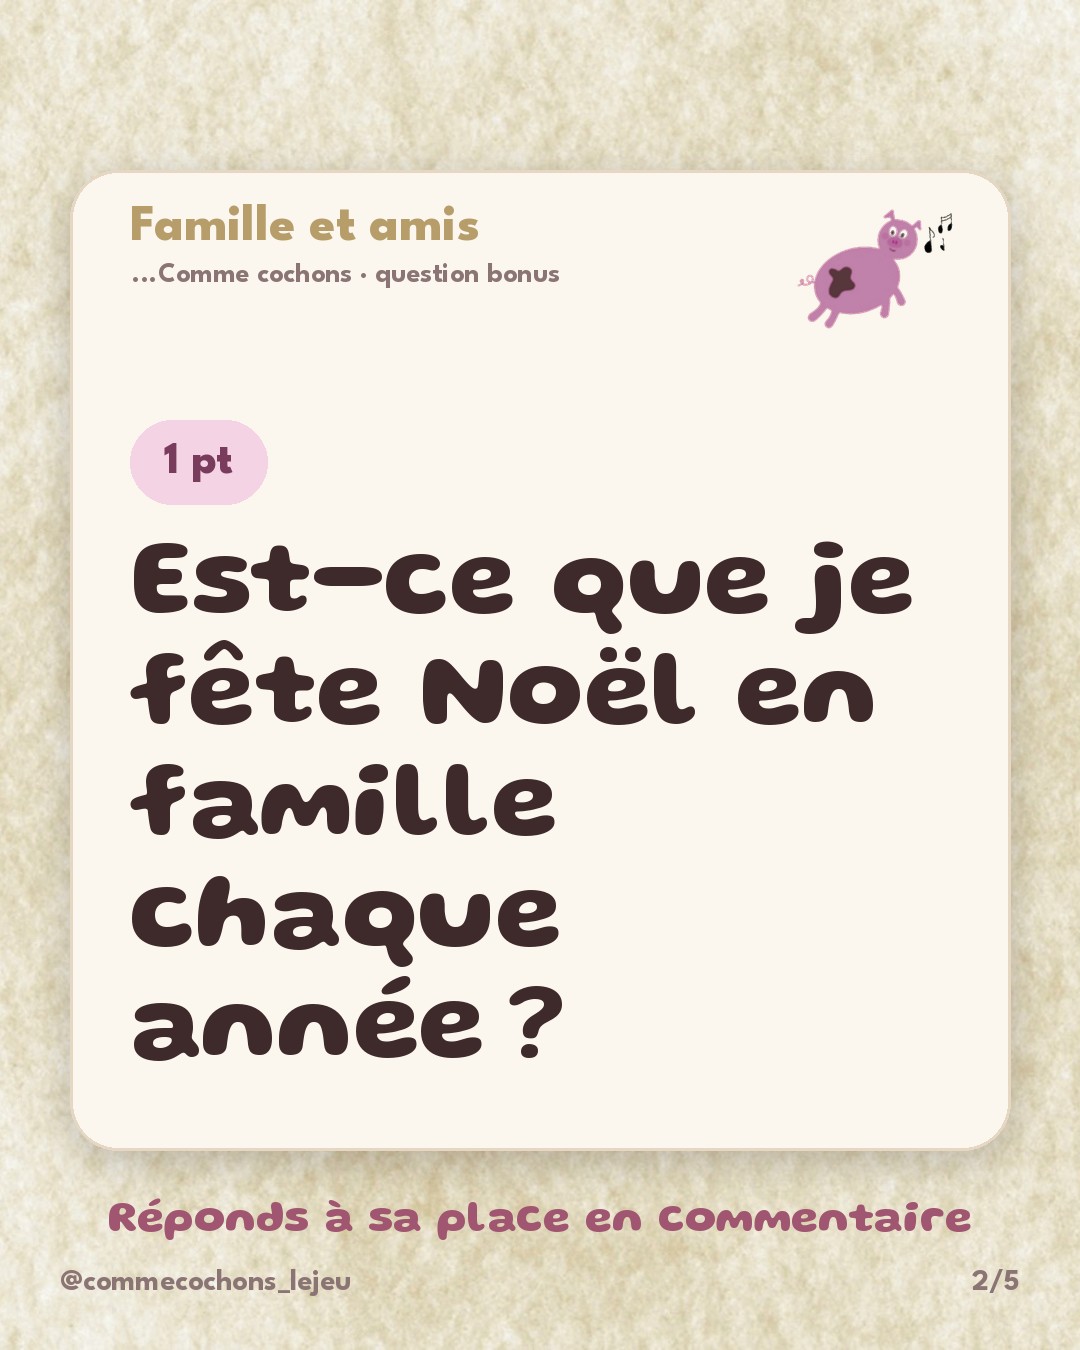 Famille et amis
...Comme cochons · question bonus
1 pt
Est-ce que je
fête Noël en
famille
chaque
année ?
Réponds à sa place en commentaire
@commecochons_lejeu
2/5